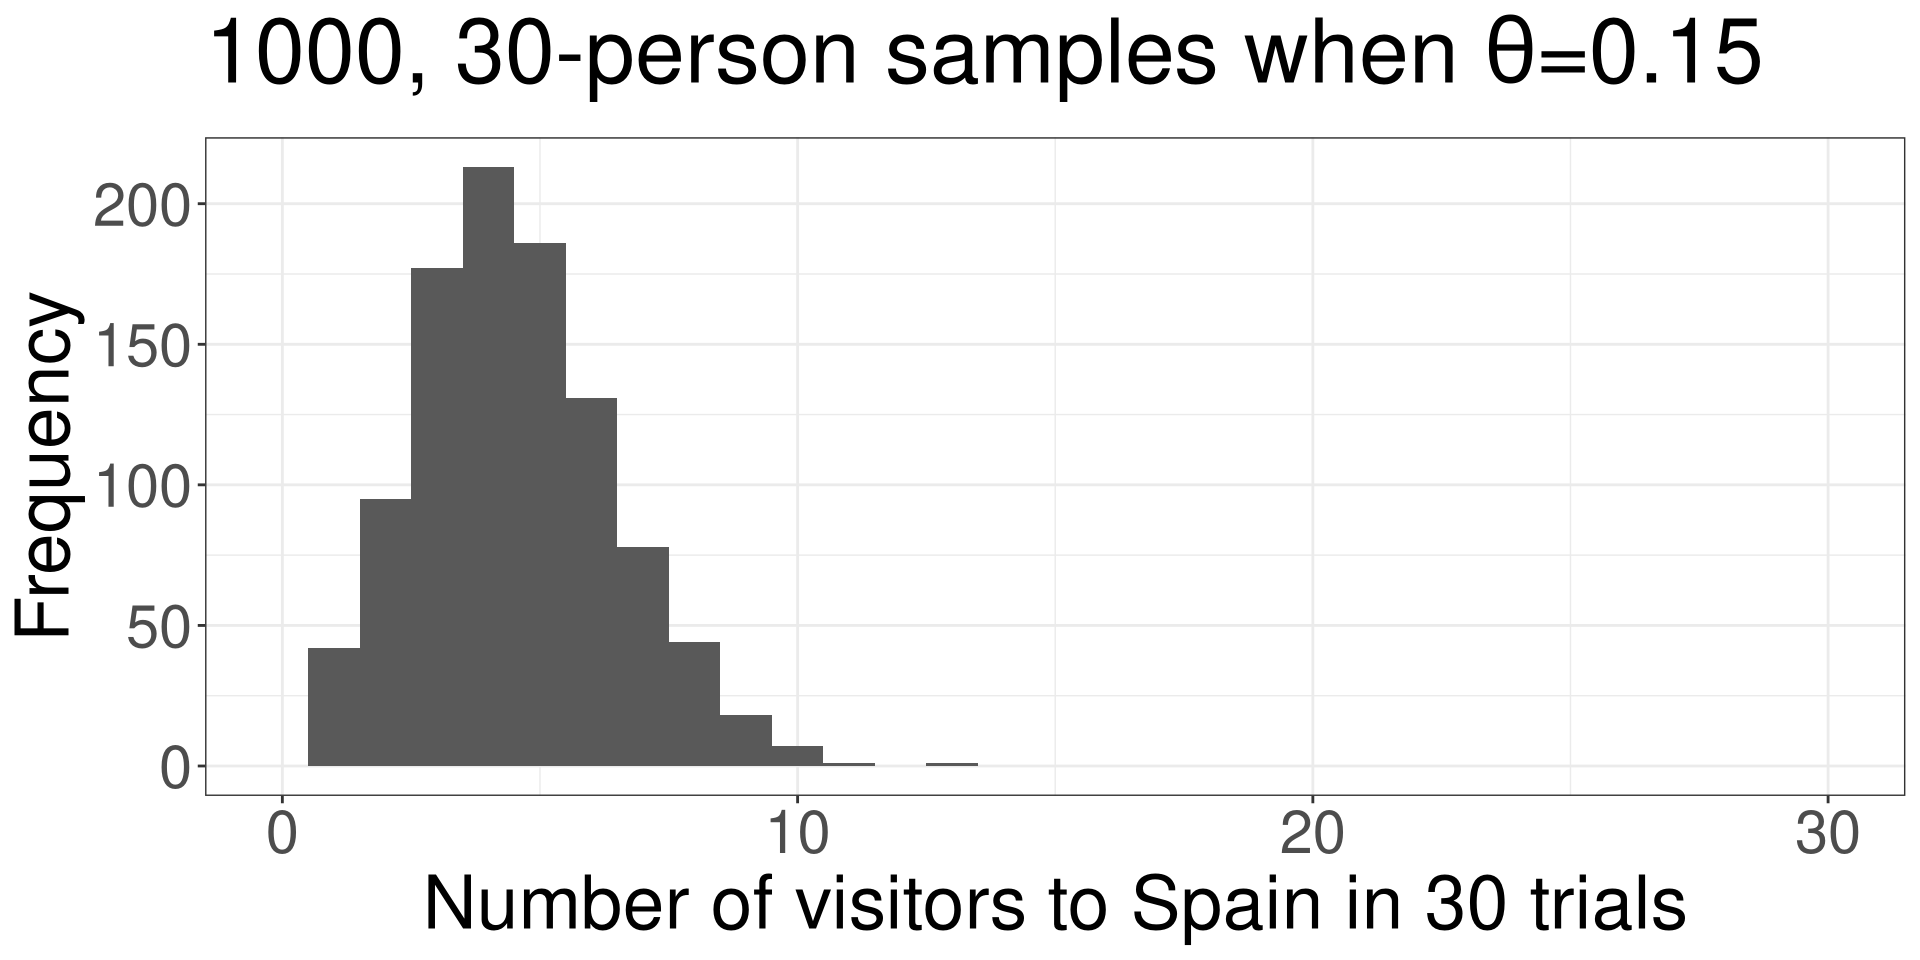 1000, 30-person samples when θ=0.15
Frequency
200
150
100
50
0
0 10 20 30
Number of visitors to Spain in 30 trials